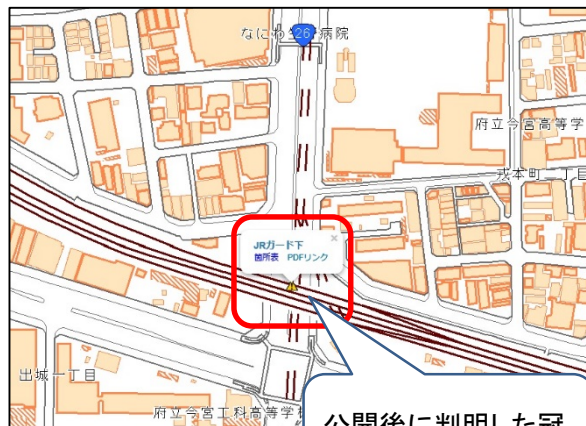 なにわ
26
病院
府立今宮高等学
戎本町一丁目
JRガード下
箇所表 PDFリンク
出城一丁目
府立今宮工科高等学
公開後に判明した冠